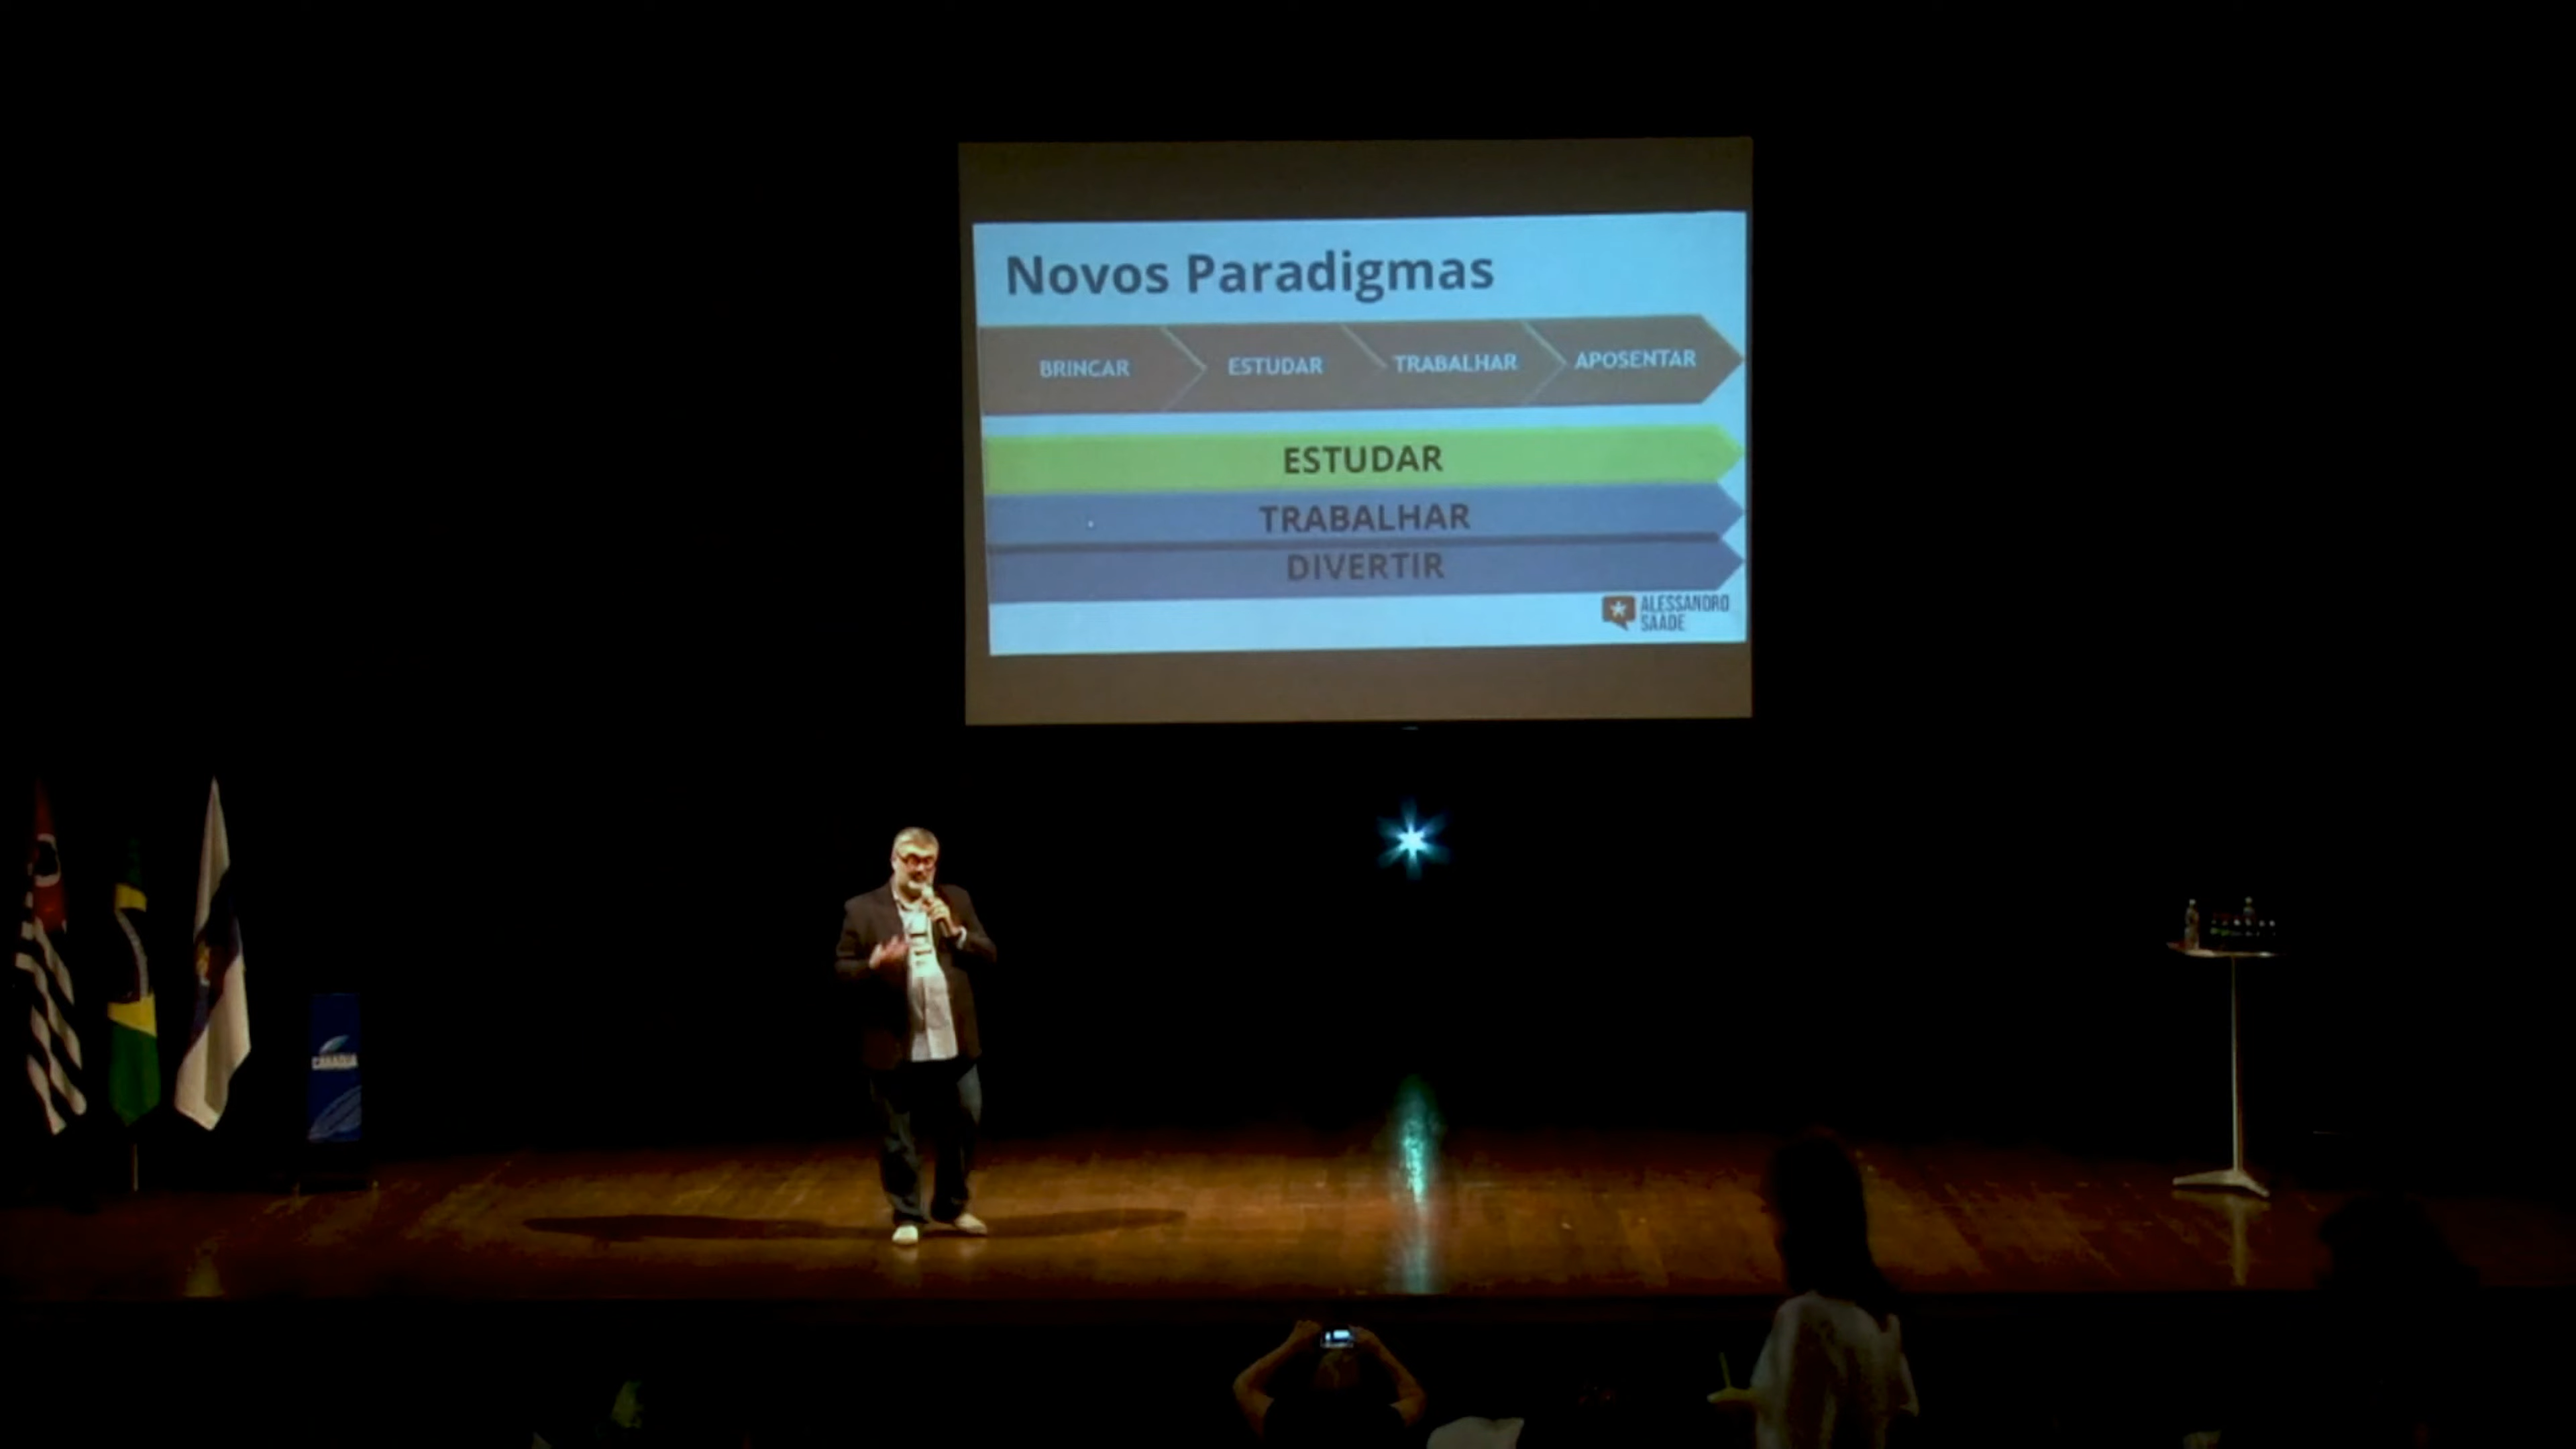 Novos Paradigmas
BRINCAR ESTUDAR TRABALHAR APOSENTAR
ESTUDAR
TRABALHAR
DIVERTIR
ALESSANDRO
SAADE